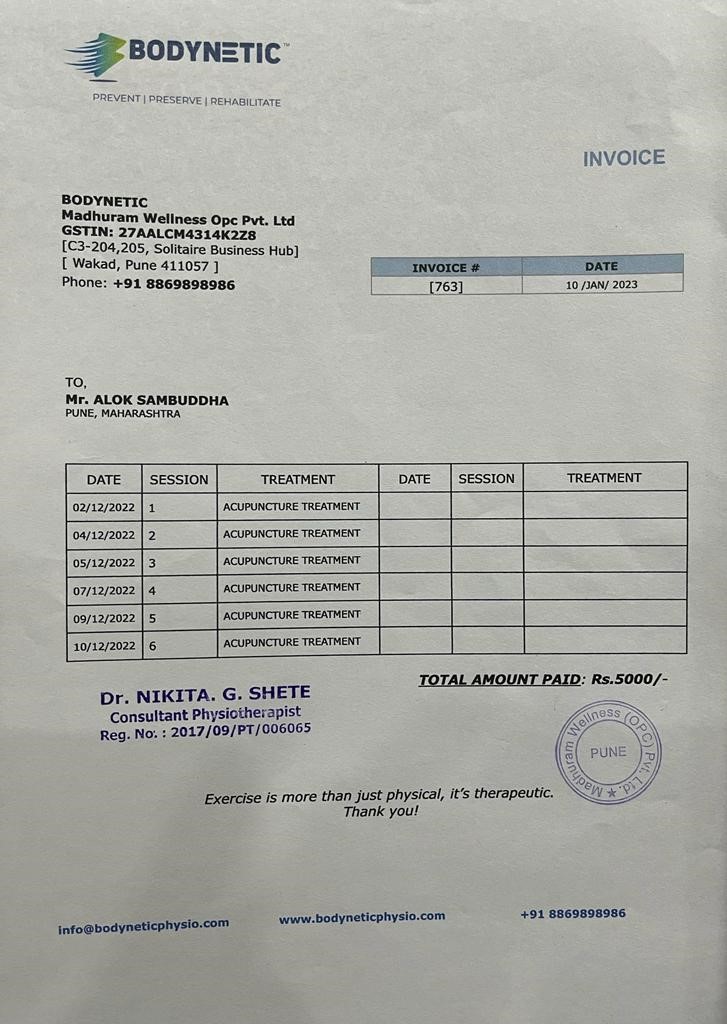 BODYNETIC™
PREVENT | PRESERVE | REHABILITATE
INVOICE
BODYNETIC
Madhuram Wellness Opc Pvt. Ltd
GSTIN: 27AALCM4314K2Z8
[C3-204,205, Solitaire Business Hub]
[ Wakad, Pune 411057 ]
Phone: +91 8869898986
INVOICE # DATE
[763] 10 /JAN/ 2023
TO,
Mr. ALOK SAMBUDDHA
PUNE, MAHARASHTRA
DATE SESSION TREATMENT DATE SESSION TREATMENT
02/12/2022 1 ACUPUNCTURE TREATMENT
04/12/2022 2 ACUPUNCTURE TREATMENT
05/12/2022 3 ACUPUNCTURE TREATMENT
07/12/2022 4 ACUPUNCTURE TREATMENT
09/12/2022 5 ACUPUNCTURE TREATMENT
10/12/2022 6 ACUPUNCTURE TREATMENT
TOTAL AMOUNT PAID: Rs.5000/-
Dr. NIKITA. G. SHETE
Consultant Physiotherapist
Reg. No. : 2017/09/PT/006065
Madhuram Wellness (OPC) Pvt. Ltd. ★
PUNE
Exercise is more than just physical, it's therapeutic.
Thank you!
info@bodyneticphysio.com www.bodyneticphysio.com +91 8869898986